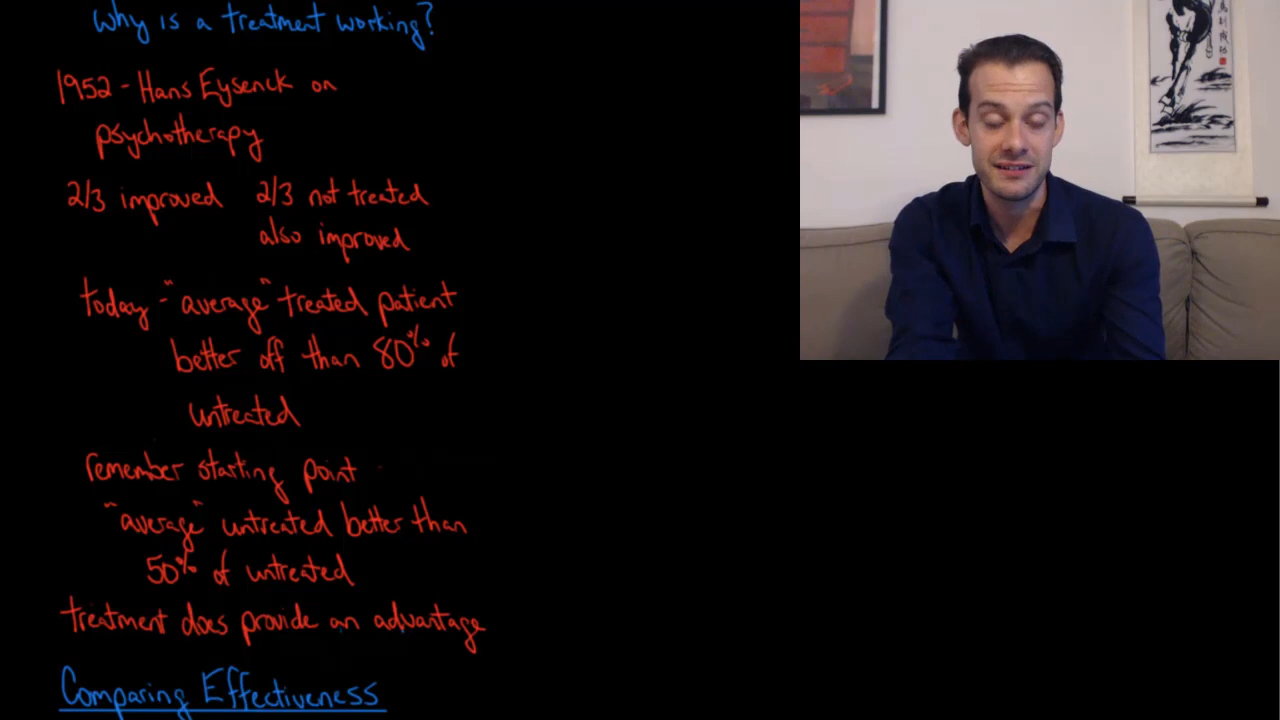 why is a treatment working?
1952 - Hans Eysenck on
psychotherapy
2/3 improved 2/3 not treated
also improved
today - "average" treated patient
better off than 80% of
untreated
remember starting point
"average" untreated better than
50% of untreated
treatment does provide an advantage
Comparing Effectiveness